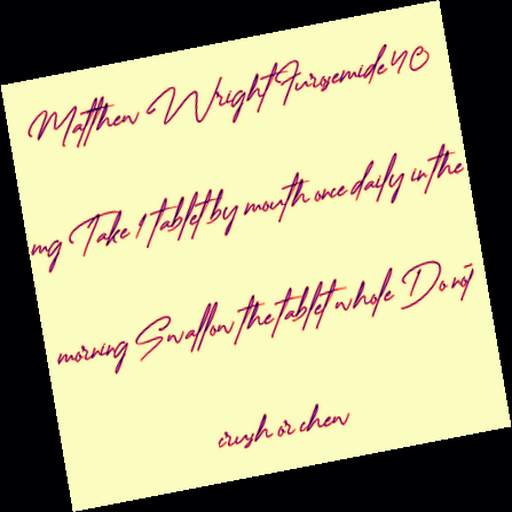 Matthew Wright Furosemide 40
mg Take 1 tablet by mouth once daily in the
morning Swallow the tablet whole Do not
crush or chew